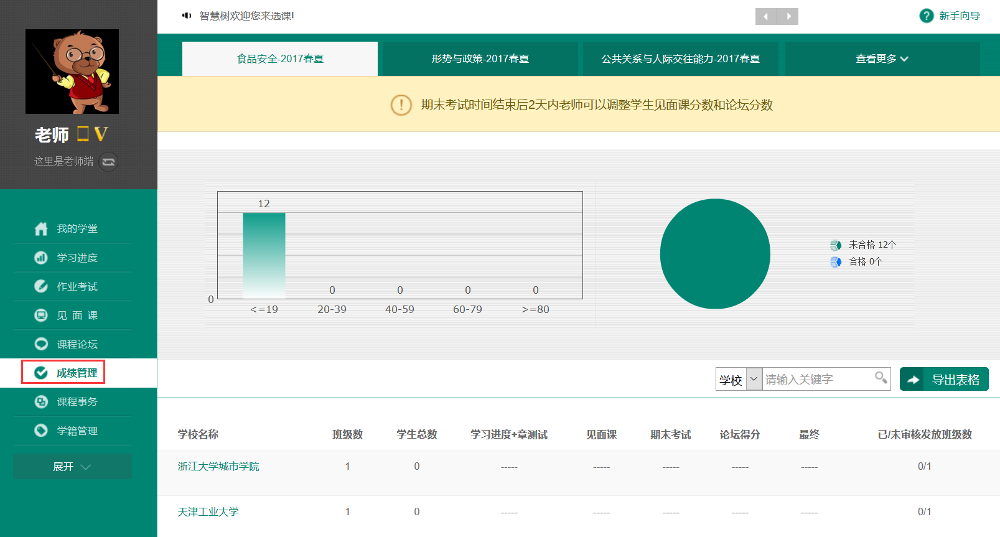 智慧树欢迎您来选课!
? 新手向导
食品安全-2017春夏
形势与政策-2017春夏
公共关系与人际交往能力-2017春夏
查看更多
! 期末考试时间结束后2天内老师可以调整学生见面课分数和论坛分数
老师 V
这里是老师端
我的学堂
学习进度
作业考试
见 面 课
课程论坛
成绩管理
课程事务
学籍管理
展开
12
0 0 0 0
0
<=19 20-39 40-59 60-79 >=80
未合格 12个
合格 0个
学校 请输入关键字 导出表格
学校名称 班级数 学生总数 学习进度+章测试 见面课 期末考试 论坛得分 最终 已/未审核发放班级数
浙江大学城市学院 1 0 ----- ----- ----- ----- ----- 0/1
天津工业大学 1 0 ----- ----- ----- ----- ----- 0/1